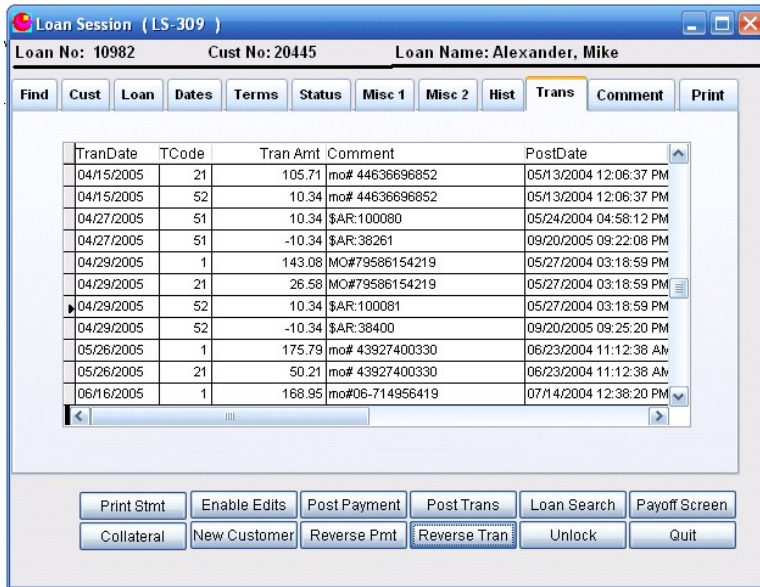 Loan Session ( LS-309 )
Loan No: 10982 Cust No: 20445 Loan Name: Alexander, Mike
Find Cust Loan Dates Terms Status Misc 1 Misc 2 Hist Trans Comment Print
TranDate TCode Tran Amt Comment PostDate
04/15/2005 21 105.71 mo# 44636696852 05/13/2004 12:06:37 PM
04/15/2005 52 10.34 mo# 44636696852 05/13/2004 12:06:37 PM
04/27/2005 51 10.34 $AR:100080 05/24/2004 04:58:12 PM
04/27/2005 51 -10.34 $AR:38261 09/20/2005 09:22:08 PM
04/29/2005 1 143.08 MO#79586154219 05/27/2004 03:18:59 PM
04/29/2005 21 26.58 MO#79586154219 05/27/2004 03:18:59 PM
04/29/2005 52 10.34 $AR:100081 05/27/2004 03:18:59 PM
04/29/2005 52 -10.34 $AR:38400 09/20/2005 09:25:20 PM
05/26/2005 1 175.79 mo# 43927400330 06/23/2004 11:12:38 AM
05/26/2005 21 50.21 mo# 43927400330 06/23/2004 11:12:38 AM
06/16/2005 1 168.95 mo#06-714956419 07/14/2004 12:38:20 PM
Print Stmt Enable Edits Post Payment Post Trans Loan Search Payoff Screen
Collateral New Customer Reverse Pmt Reverse Tran Unlock Quit